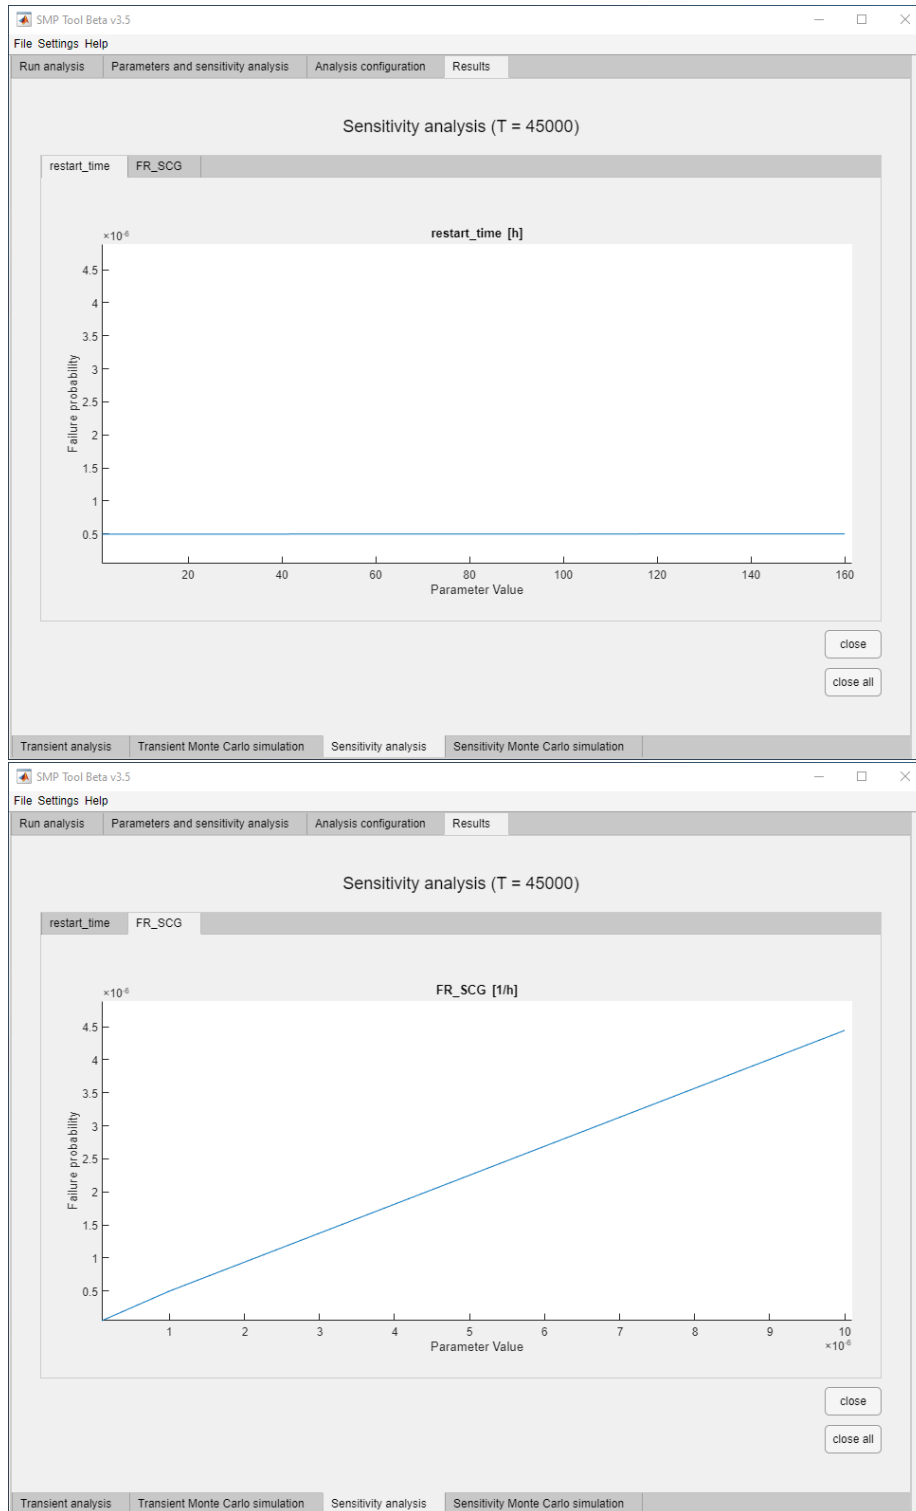 SMP Tool Beta v3.5
File Settings Help
Run analysis Parameters and sensitivity analysis Analysis configuration Results
Sensitivity analysis (T = 45000)
restart_time FR_SCG
×10⁻⁶
restart_time [h]
4.5
4
3.5
3
2.5
2
1.5
1
0.5
Failure probability
20 40 60 80 100 120 140 160
Parameter Value
close
close all
Transient analysis Transient Monte Carlo simulation Sensitivity analysis Sensitivity Monte Carlo simulation
SMP Tool Beta v3.5
File Settings Help
Run analysis Parameters and sensitivity analysis Analysis configuration Results
Sensitivity analysis (T = 45000)
restart_time FR_SCG
×10⁻⁶
FR_SCG [1/h]
4.5
4
3.5
3
2.5
2
1.5
1
0.5
Failure probability
1 2 3 4 5 6 7 8 9 10
×10⁻⁶
Parameter Value
close
close all
Transient analysis Transient Monte Carlo simulation Sensitivity analysis Sensitivity Monte Carlo simulation